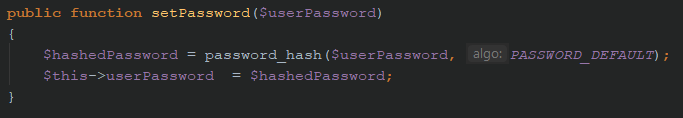 public function setPassword($userPassword)
{
$hashedPassword = password_hash($userPassword, algo: PASSWORD_DEFAULT);
$this->userPassword  = $hashedPassword;
}